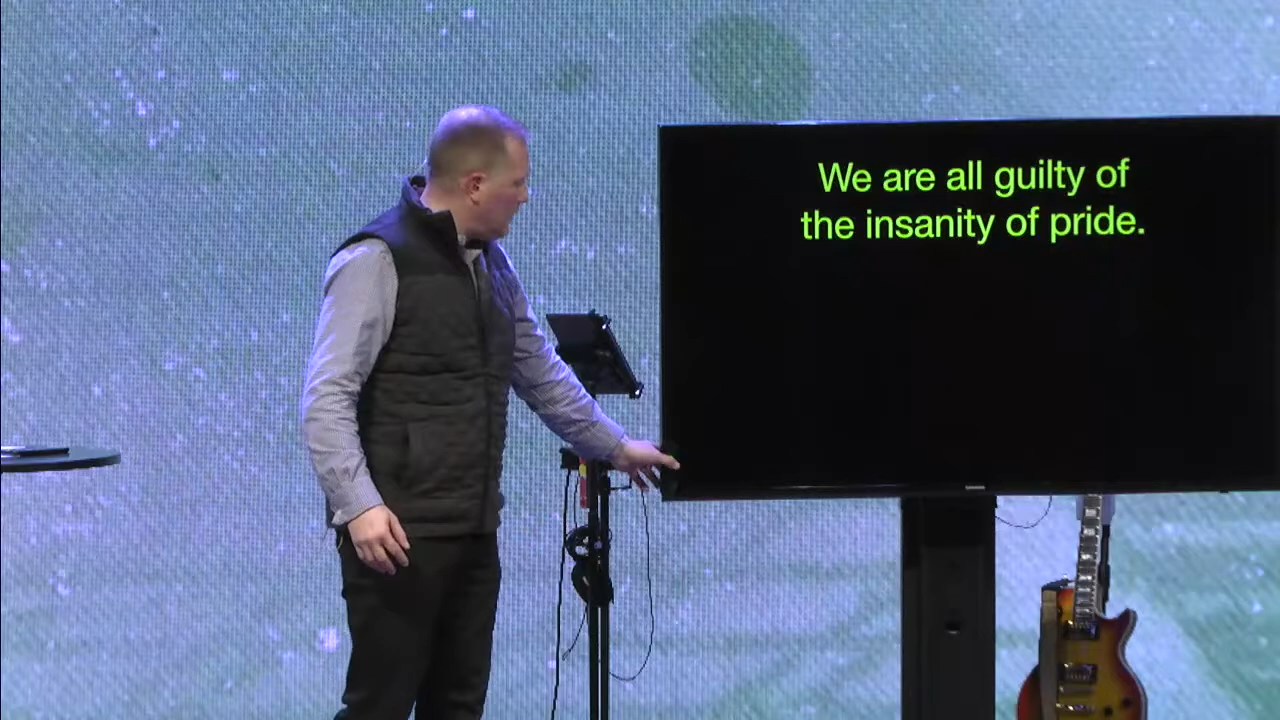 We are all guilty of
the insanity of pride.